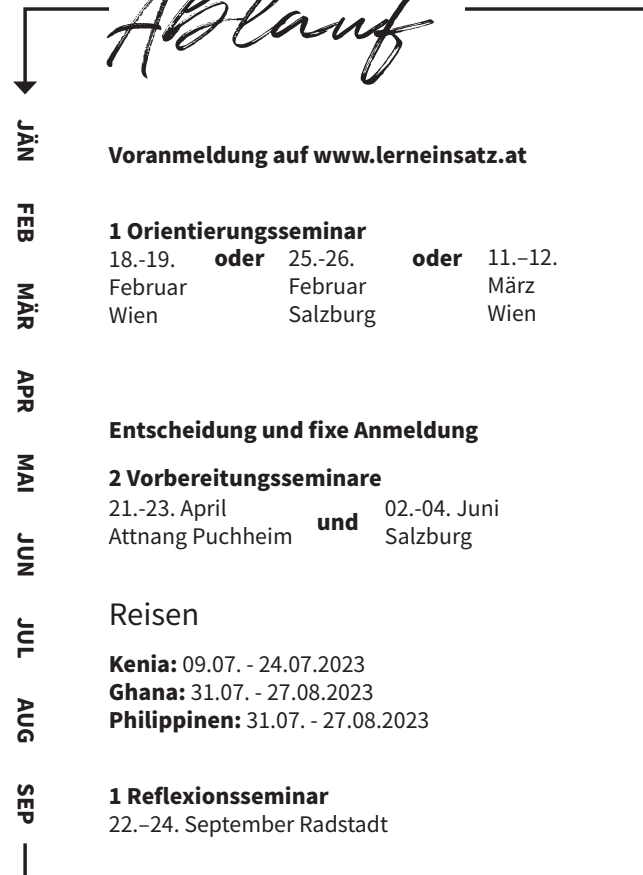 Ablauf
JÄN
FEB
MÄR
APR
MAI
JUN
JUL
AUG
SEP
Voranmeldung auf www.lerneinsatz.at
1 Orientierungsseminar
18.-19. oder 25.-26. oder 11.–12.
Februar Februar März
Wien Salzburg Wien
Entscheidung und fixe Anmeldung
2 Vorbereitungsseminare
21.-23. April und 02.-04. Juni
Attnang Puchheim Salzburg
Reisen
Kenia: 09.07. - 24.07.2023
Ghana: 31.07. - 27.08.2023
Philippinen: 31.07. - 27.08.2023
1 Reflexionsseminar
22.–24. September Radstadt